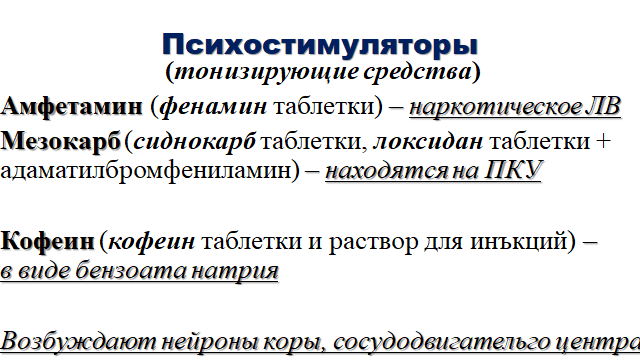 Психостимуляторы
(тонизирующие средства)
Амфетамин (фенамин таблетки) – наркотическое ЛВ
Мезокарб (сиднокарб таблетки, локсидан таблетки +
адаматилбромфениламин) – находятся на ПКУ
Кофеин (кофеин таблетки и раствор для инъкций) –
в виде бензоата натрия
Возбуждают нейроны коры, сосудодвигательго центра